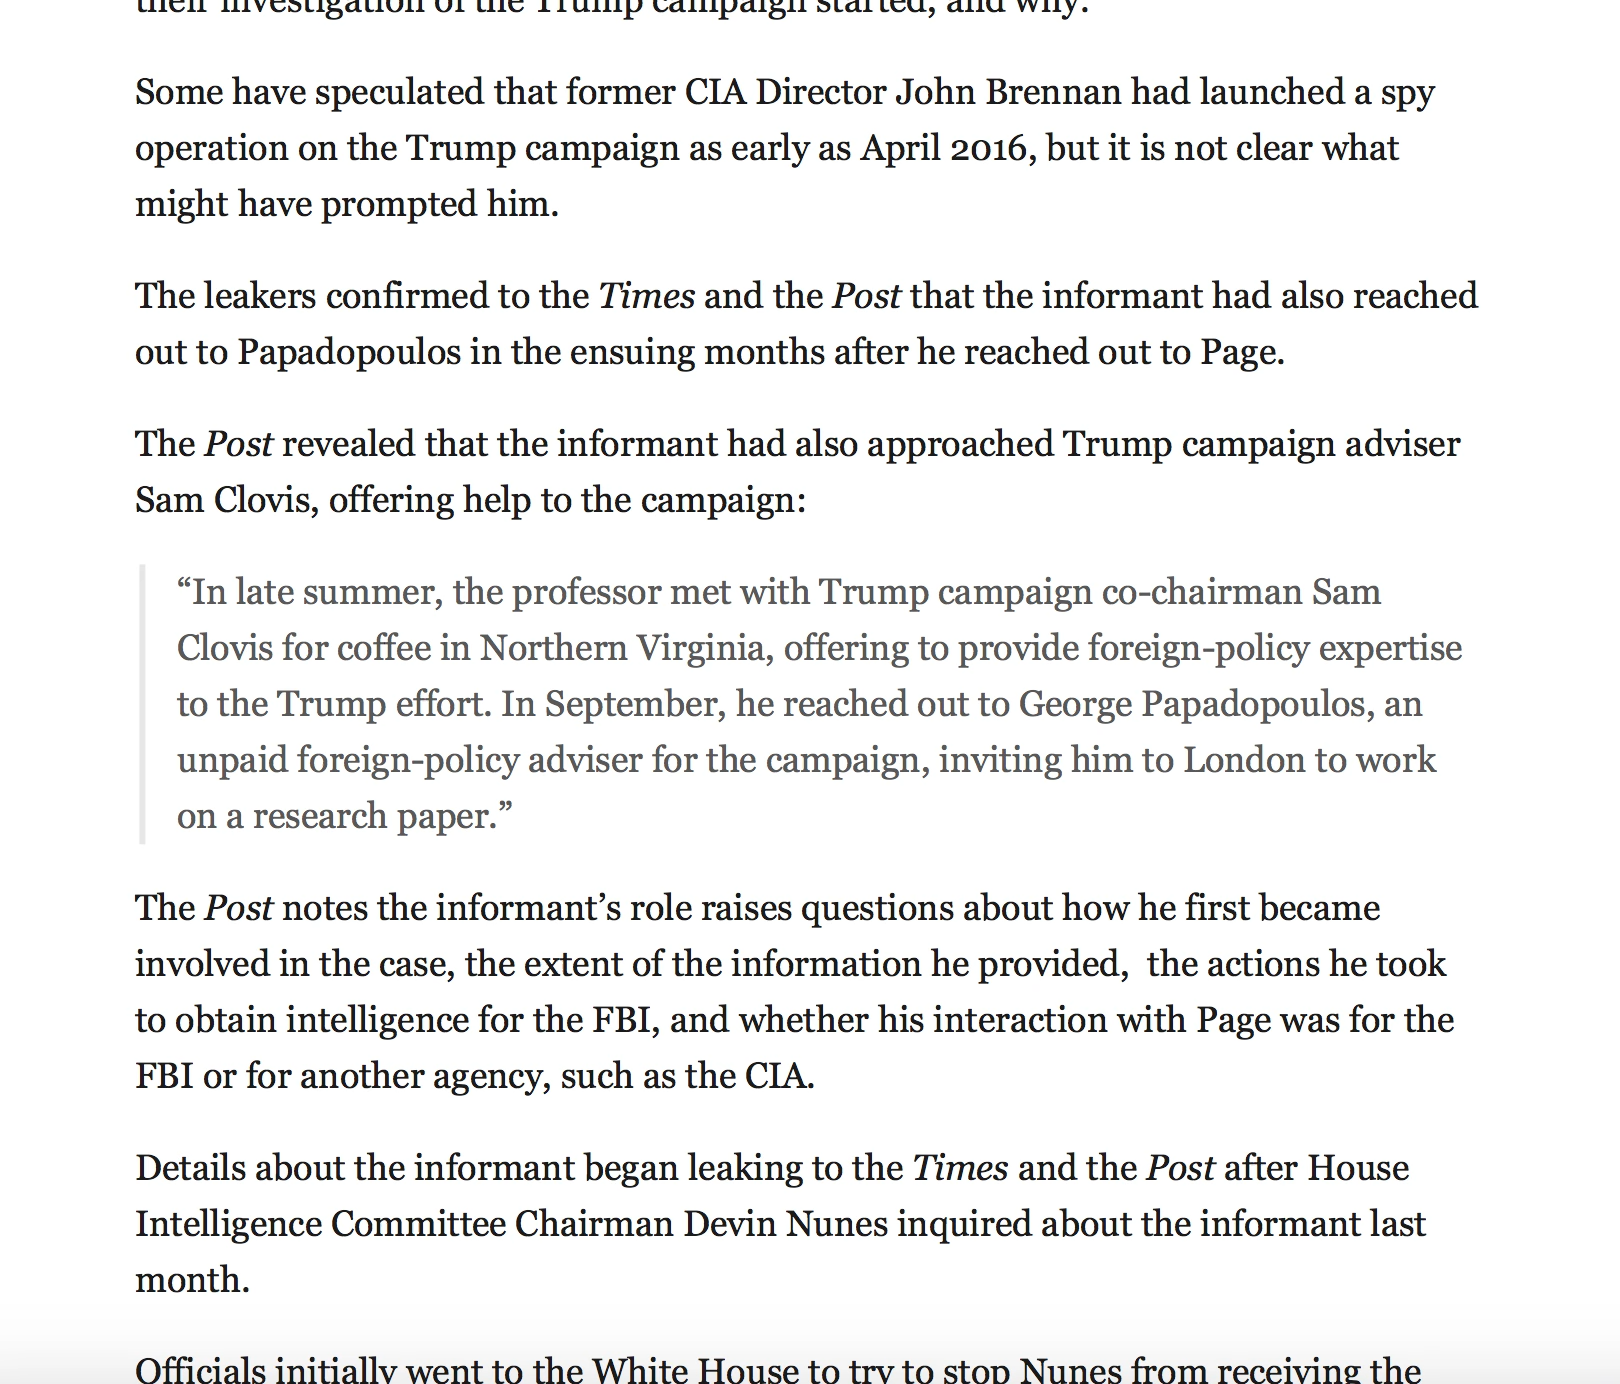 their investigation of the Trump campaign started, and why.
Some have speculated that former CIA Director John Brennan had launched a spy
operation on the Trump campaign as early as April 2016, but it is not clear what
might have prompted him.
The leakers confirmed to the Times and the Post that the informant had also reached
out to Papadopoulos in the ensuing months after he reached out to Page.
The Post revealed that the informant had also approached Trump campaign adviser
Sam Clovis, offering help to the campaign:
“In late summer, the professor met with Trump campaign co-chairman Sam
Clovis for coffee in Northern Virginia, offering to provide foreign-policy expertise
to the Trump effort. In September, he reached out to George Papadopoulos, an
unpaid foreign-policy adviser for the campaign, inviting him to London to work
on a research paper.”
The Post notes the informant’s role raises questions about how he first became
involved in the case, the extent of the information he provided,  the actions he took
to obtain intelligence for the FBI, and whether his interaction with Page was for the
FBI or for another agency, such as the CIA.
Details about the informant began leaking to the Times and the Post after House
Intelligence Committee Chairman Devin Nunes inquired about the informant last
month.
Officials initially went to the White House to try to stop Nunes from receiving the